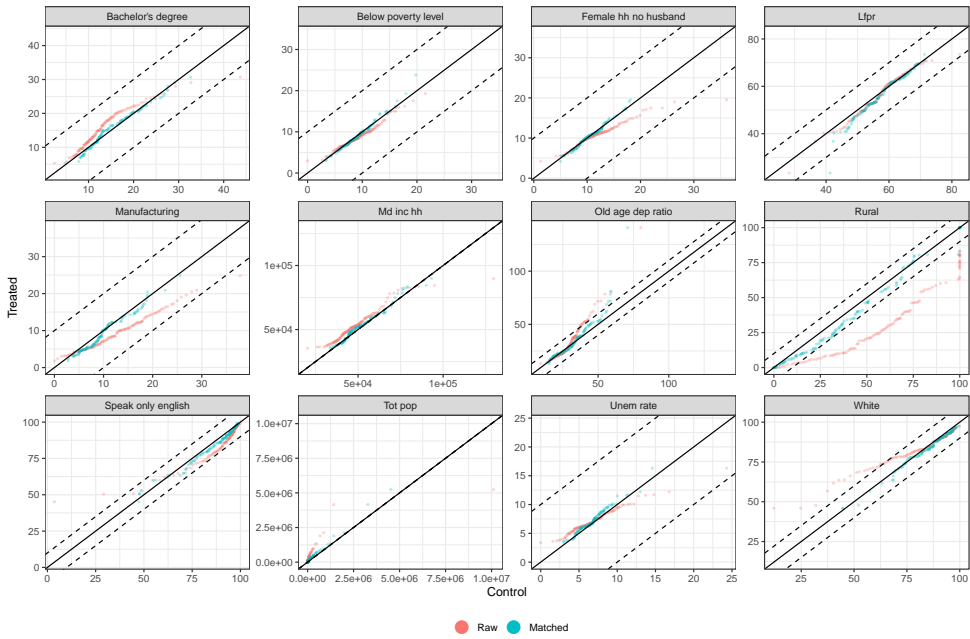 Bachelor's degree
Below poverty level
Female hh no husband
Lfpr
40
30
20
10
10
20
30
40
30
20
10
0
0
10
20
30
30
20
10
0
0
10
20
30
80
60
40
40
60
80
Manufacturing
Md inc hh
Old age dep ratio
Rural
40
30
20
10
0
0
10
20
30
1e+05
5e+04
5e+04
1e+05
100
50
50
100
100
75
50
25
0
0
25
50
75
100
Speak only english
Tot pop
Unem rate
White
100
75
50
25
0
0
25
50
75
100
1.0e+07
7.5e+06
5.0e+06
2.5e+06
0.0e+00
0.0e+00
2.5e+06
5.0e+06
7.5e+06
1.0e+07
25
20
15
10
5
0
0
5
10
15
20
25
100
75
50
25
25
50
75
100
Treated
Control
Raw
Matched